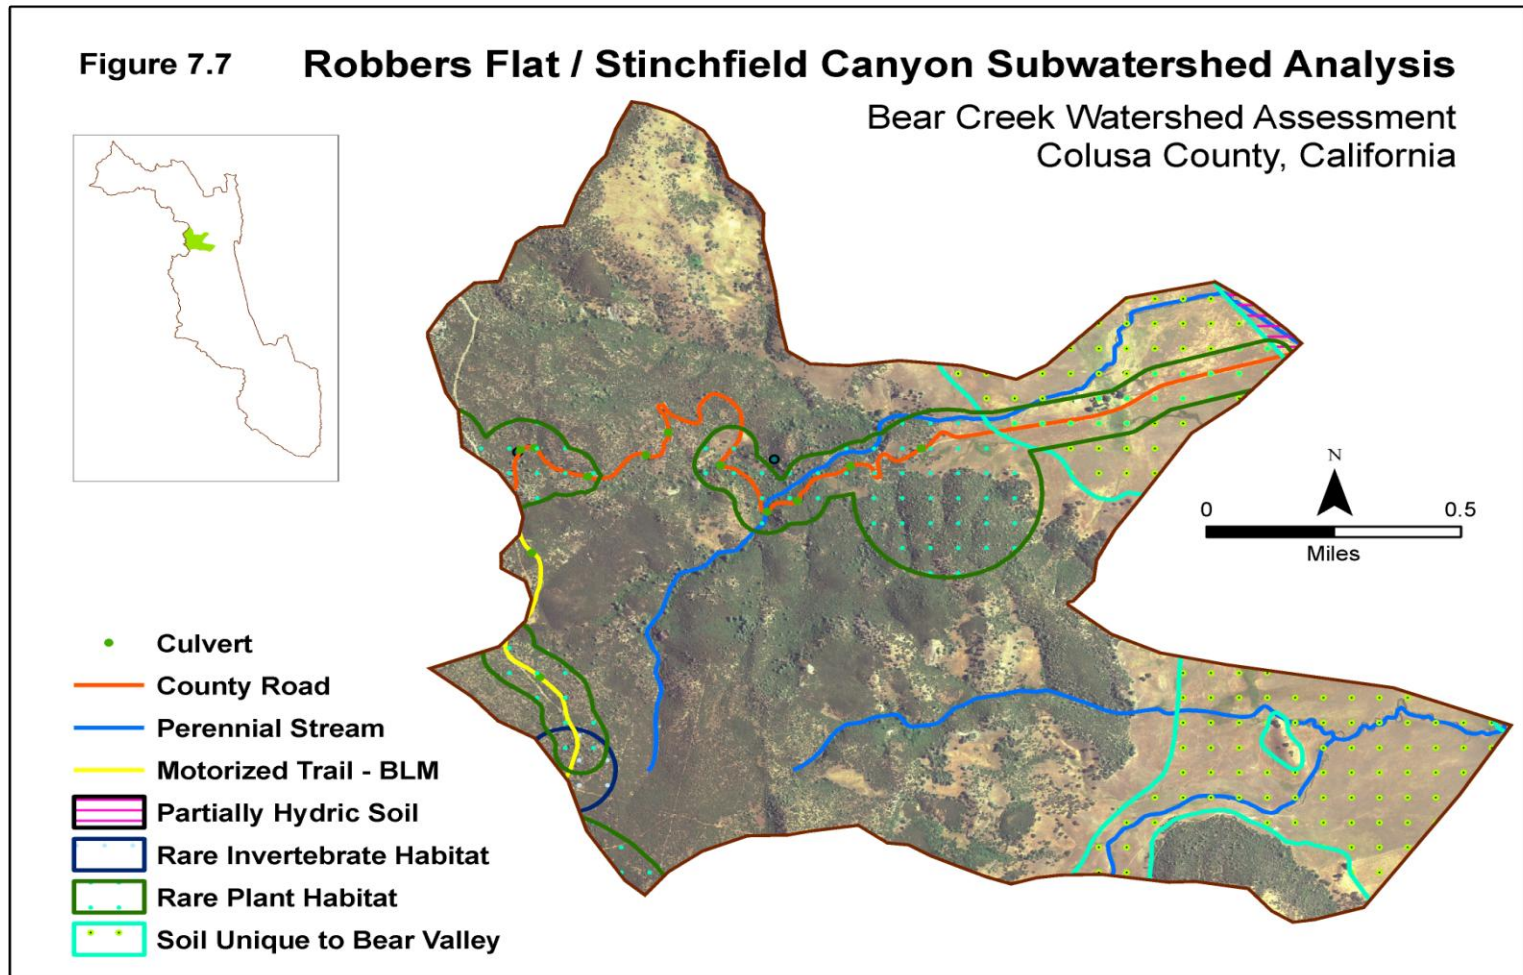 Figure 7.7
Robbers Flat / Stinchfield Canyon Subwatershed Analysis
Bear Creek Watershed Assessment
Colusa County, California
N
0 0.5
Miles
Culvert
County Road
Perennial Stream
Motorized Trail - BLM
Partially Hydric Soil
Rare Invertebrate Habitat
Rare Plant Habitat
Soil Unique to Bear Valley